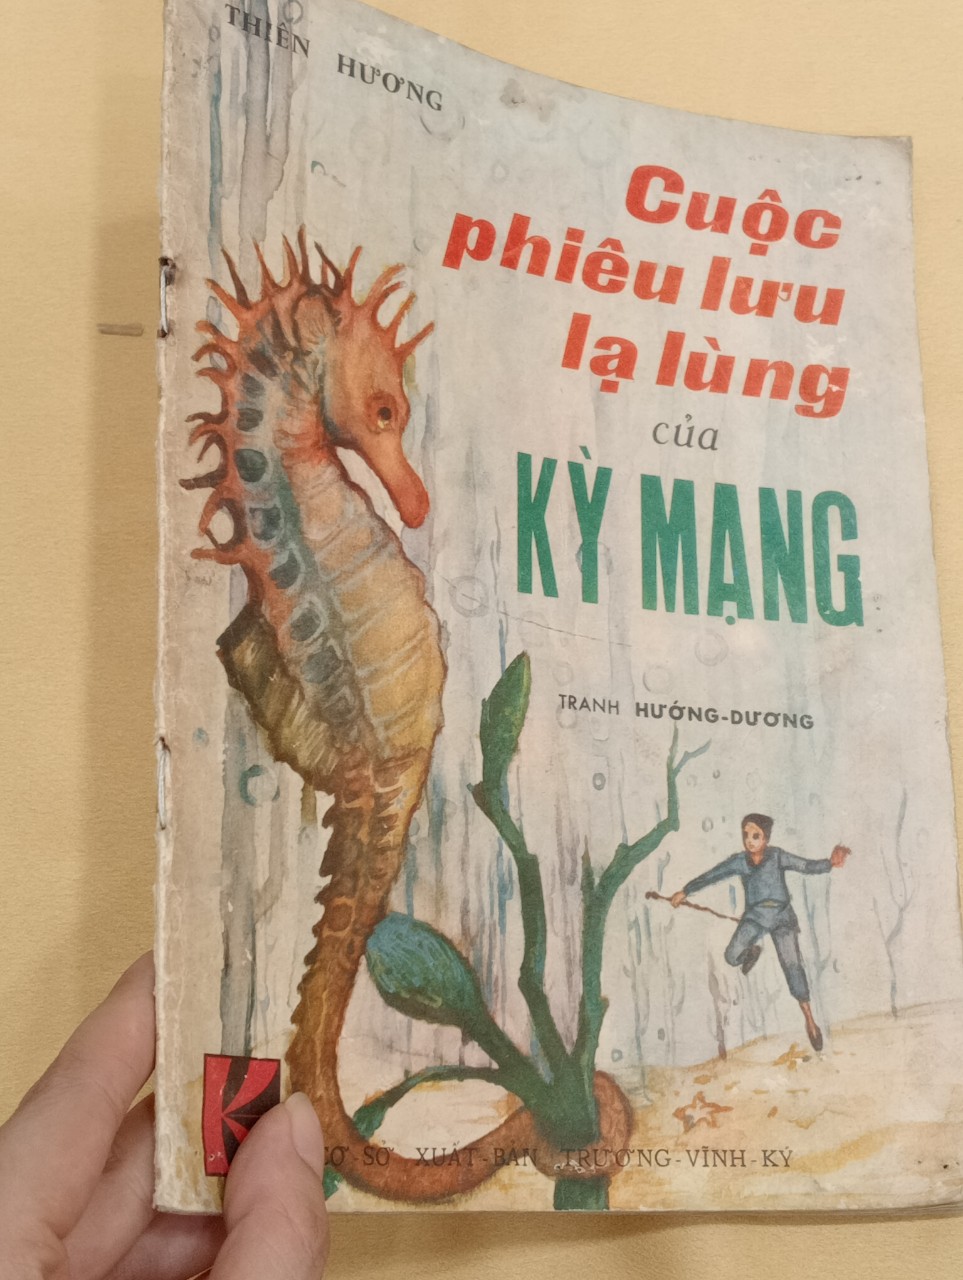 THIÊN HƯƠNG
Cuộc
phiêu lưu
lạ lùng
của
KỲ MẠNG
TRANH HƯỚNG-DƯƠNG
CƠ-SỞ XUẤT-BẢN TRƯƠNG-VĨNH-KÝ